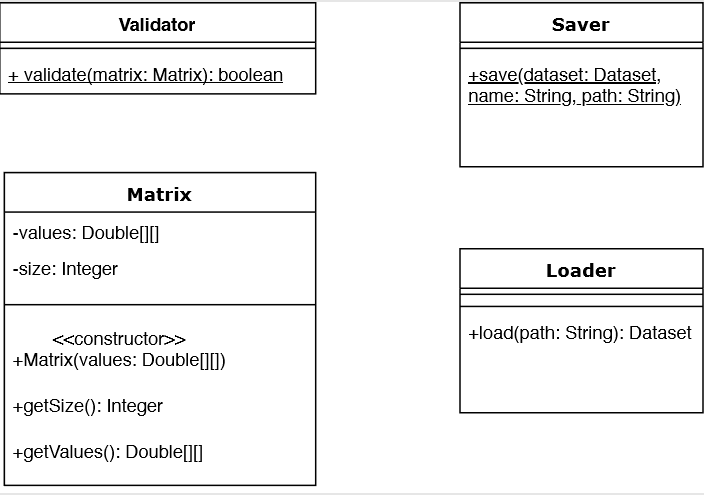 Validator
+ validate(matrix: Matrix): boolean
Saver
+save(dataset: Dataset,
name: String, path: String)
Matrix
-values: Double[][]
-size: Integer
<<constructor>>
+Matrix(values: Double[][])
+getSize(): Integer
+getValues(): Double[][]
Loader
+load(path: String): Dataset